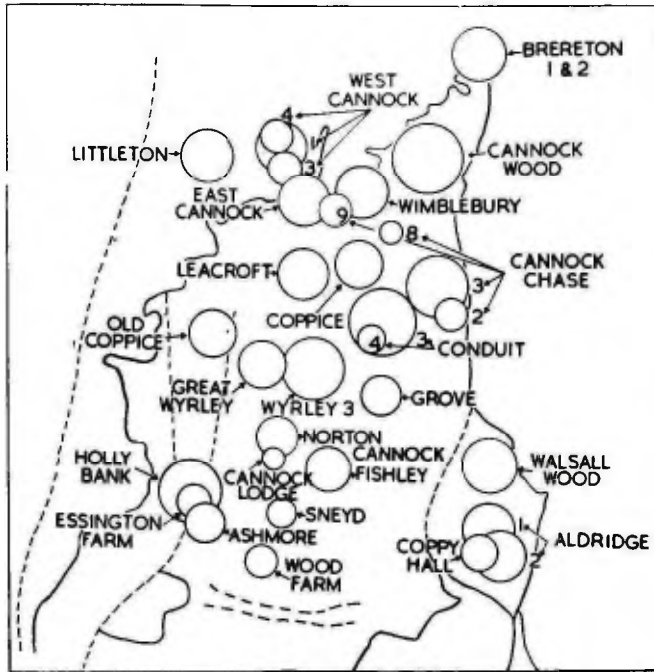 BRERETON
1 & 2
WEST
CANNOCK
4
1
3
LITTLETON
CANNOCK
WOOD
EAST
CANNOCK
9
WIMBLEBURY
8
LEACROFT
COPPICE
CANNOCK
CHASE
3
2
OLD
COPPICE
4
3
CONDUIT
GREAT
WYRLEY
WYRLEY 3
GROVE
NORTON
HOLLY
BANK
CANNOCK
LODGE
CANNOCK
FISHLEY
WALSALL
WOOD
ESSINGTON
FARM
SNEYD
ASHMORE
1
ALDRIDGE
COPPY
HALL
2
WOOD
FARM